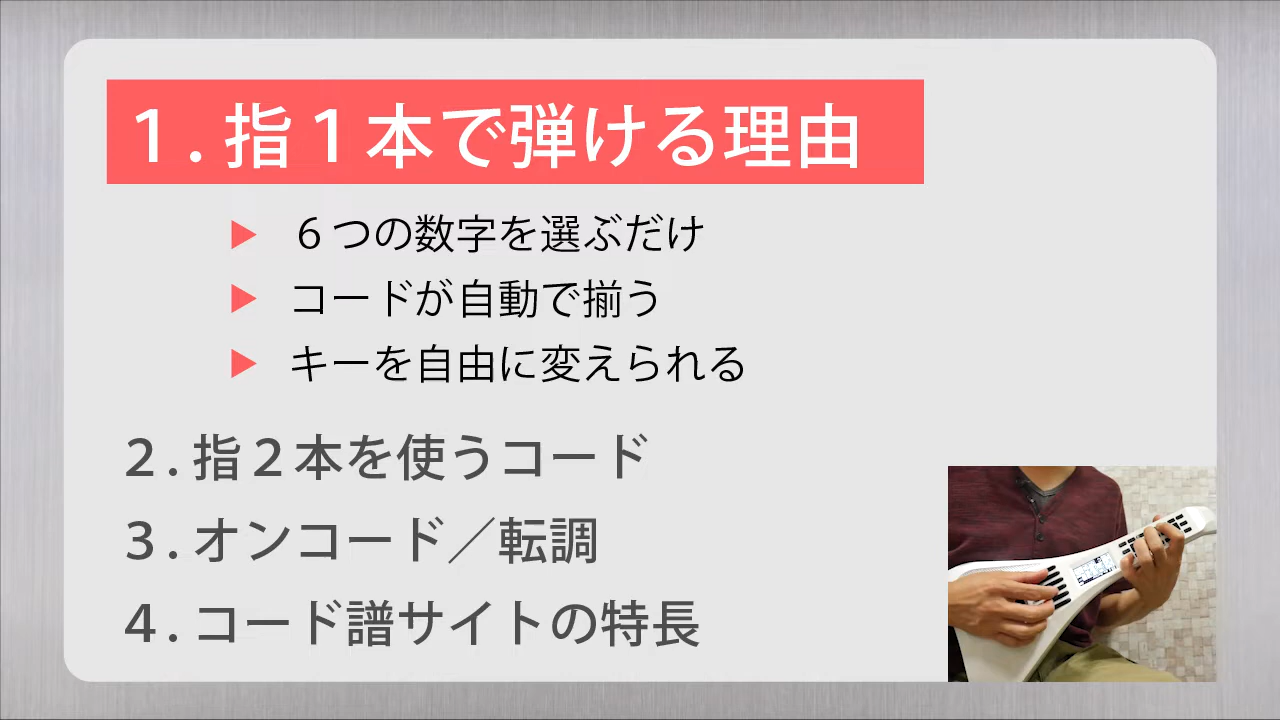 １. 指１本で弾ける理由
６つの数字を選ぶだけ
コードが自動で揃う
キーを自由に変えられる
２. 指２本を使うコード
３. オンコード／転調
４. コード譜サイトの特長